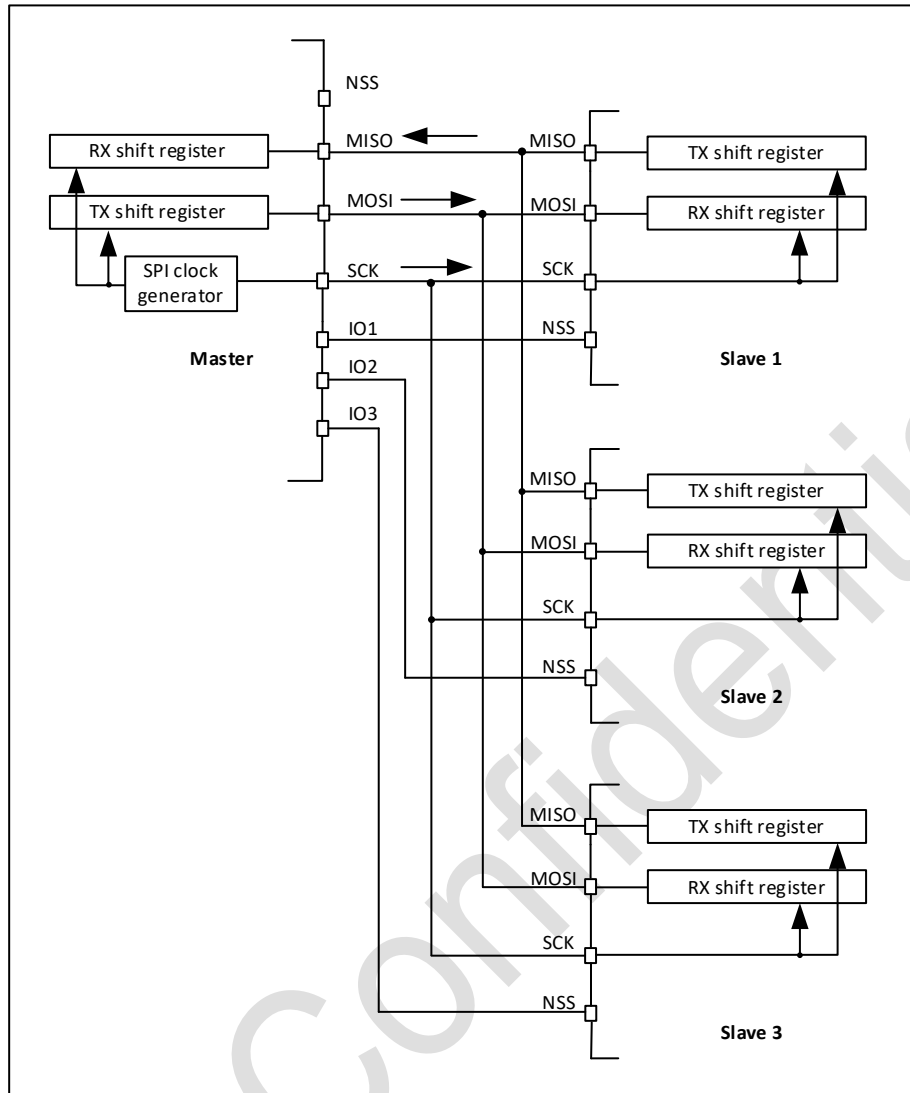 NSS
MISO
MISO
RX shift register
TX shift register
MOSI
MOSI
TX shift register
RX shift register
SCK
SCK
SPI clock
generator
IO1
NSS
Master
Slave 1
IO2
IO3
MISO
TX shift register
MOSI
RX shift register
SCK
NSS
Slave 2
MISO
TX shift register
MOSI
RX shift register
SCK
NSS
Slave 3